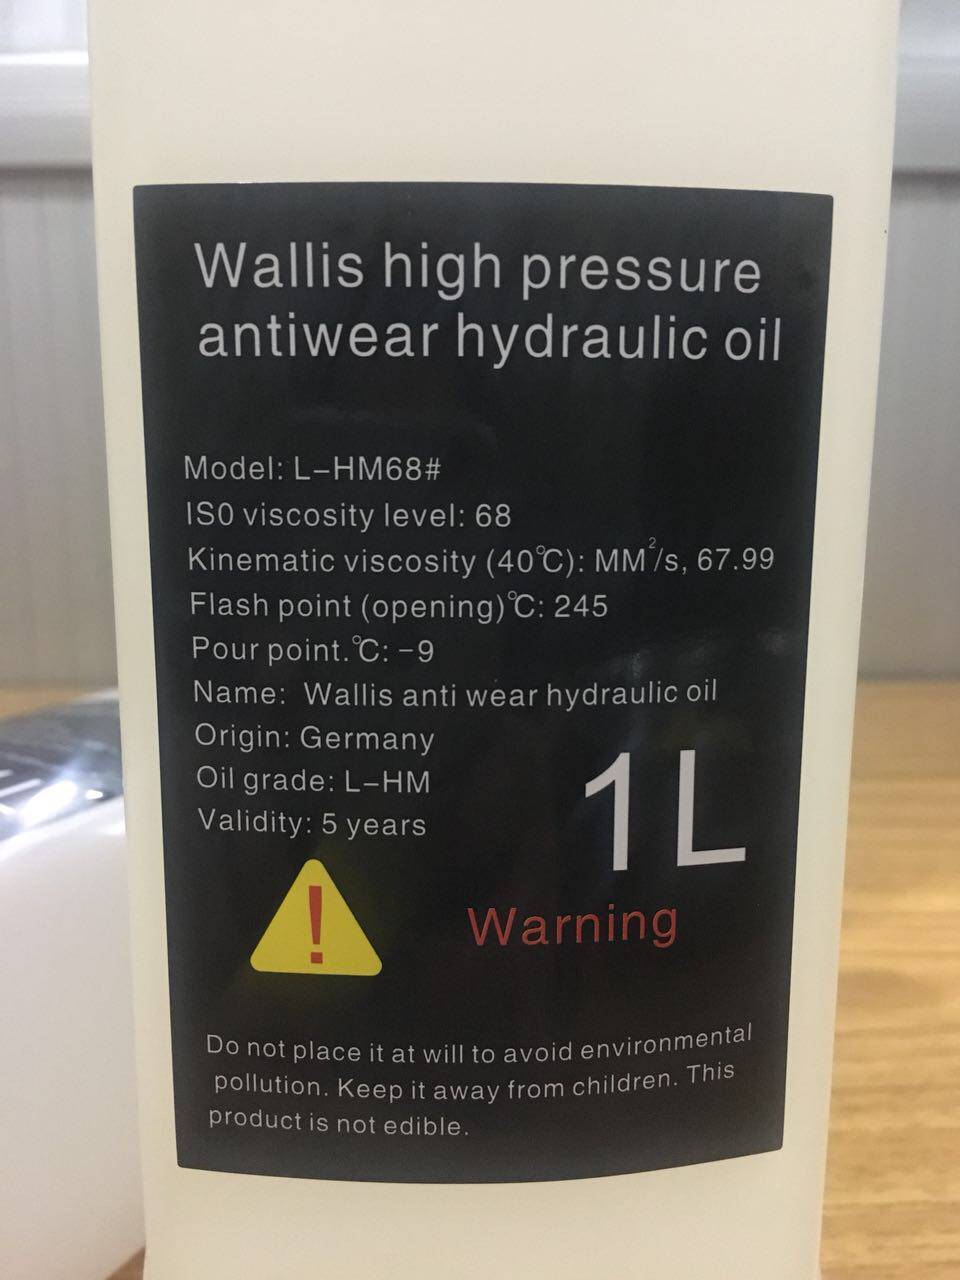 Wallis high pressure
antiwear hydraulic oil
Model: L-HM68#
ISO viscosity level: 68
Kinematic viscosity (40℃): MM²/s, 67.99
Flash point (opening)℃: 245
Pour point.℃: -9
Name: Wallis anti wear hydraulic oil
Origin: Germany
Oil grade: L-HM
Validity: 5 years
1L
!
Warning
Do not place it at will to avoid environmental
pollution. Keep it away from children. This
product is not edible.